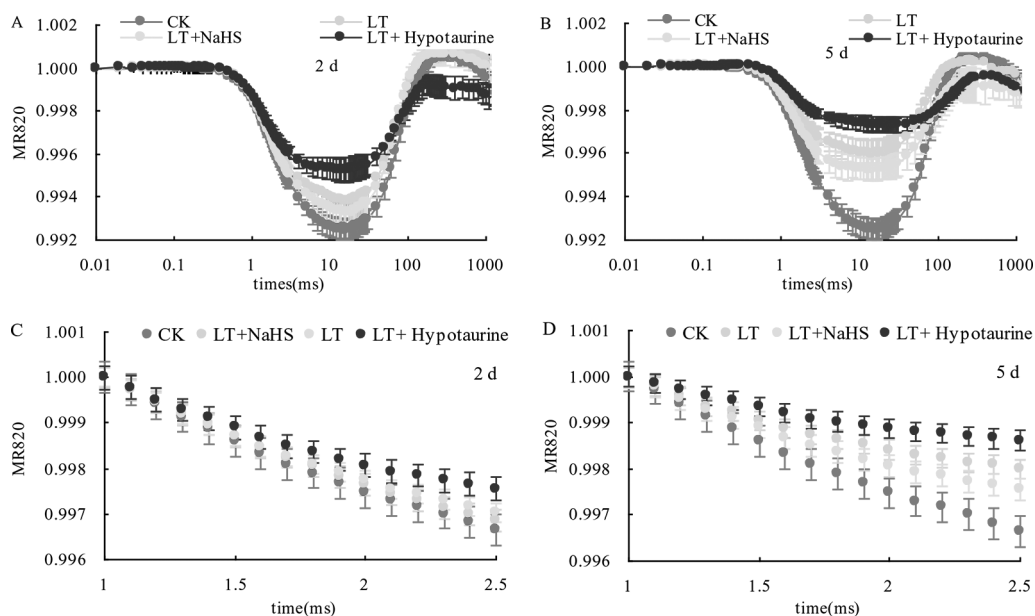 A
1.002
CK
LT
LT+NaHS
LT+ Hypotaurine
2 d
1.000
0.998
0.996
0.994
0.992
MR820
0.01
0.1
1
10
100
1000
times(ms)
B
1.002
CK
LT
LT+NaHS
LT+ Hypotaurine
5 d
1.000
0.998
0.996
0.994
0.992
MR820
0.01
0.1
1
10
100
1000
times(ms)
C
1.001
CK
LT+NaHS
LT
LT+ Hypotaurine
2 d
1.000
0.999
0.998
0.997
0.996
MR820
1
1.5
2
2.5
time(ms)
D
1.001
CK
LT
LT+NaHS
LT+ Hypotaurine
5 d
1.000
0.999
0.998
0.997
0.996
MR820
1
1.5
2
2.5
time(ms)